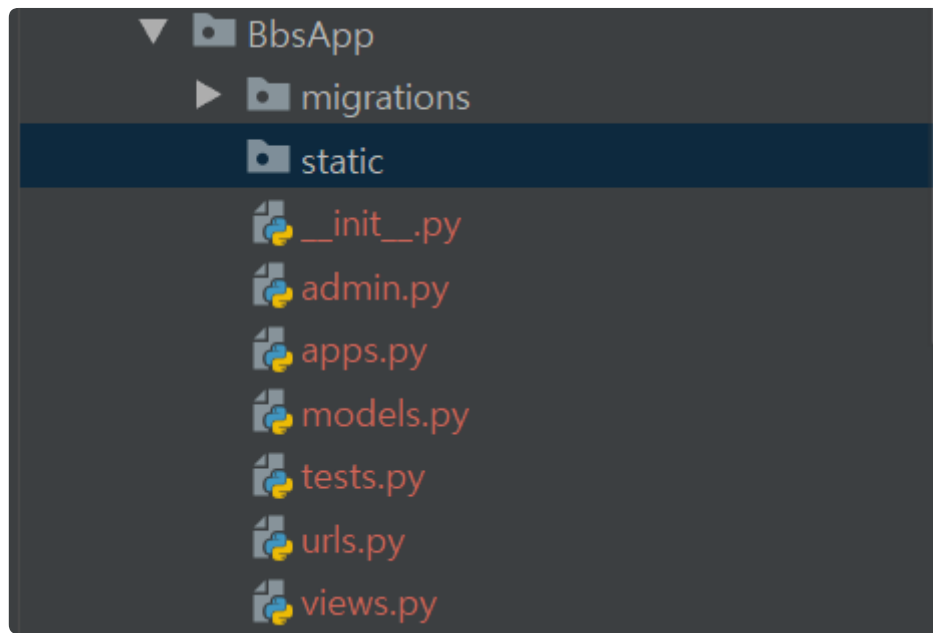 BbsApp
migrations
static
__init__.py
admin.py
apps.py
models.py
tests.py
urls.py
views.py